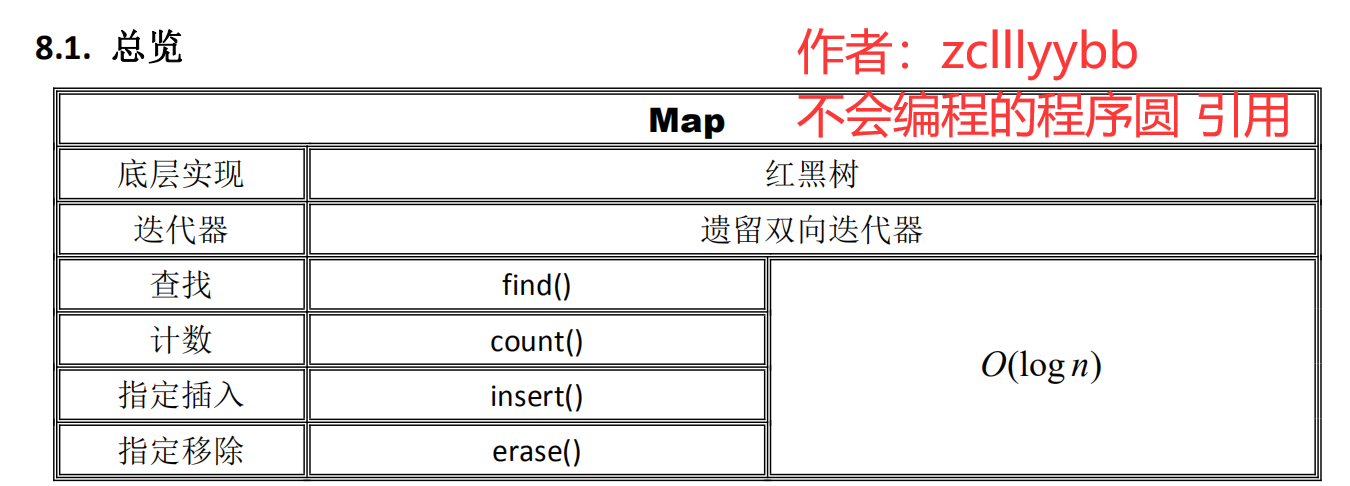 8.1. 总览
作者：zclllyybb
不会编程的程序圆 引用
Map
底层实现 红黑树
迭代器 遗留双向迭代器
查找 find()
计数 count()
O(log n)
指定插入 insert()
指定移除 erase()